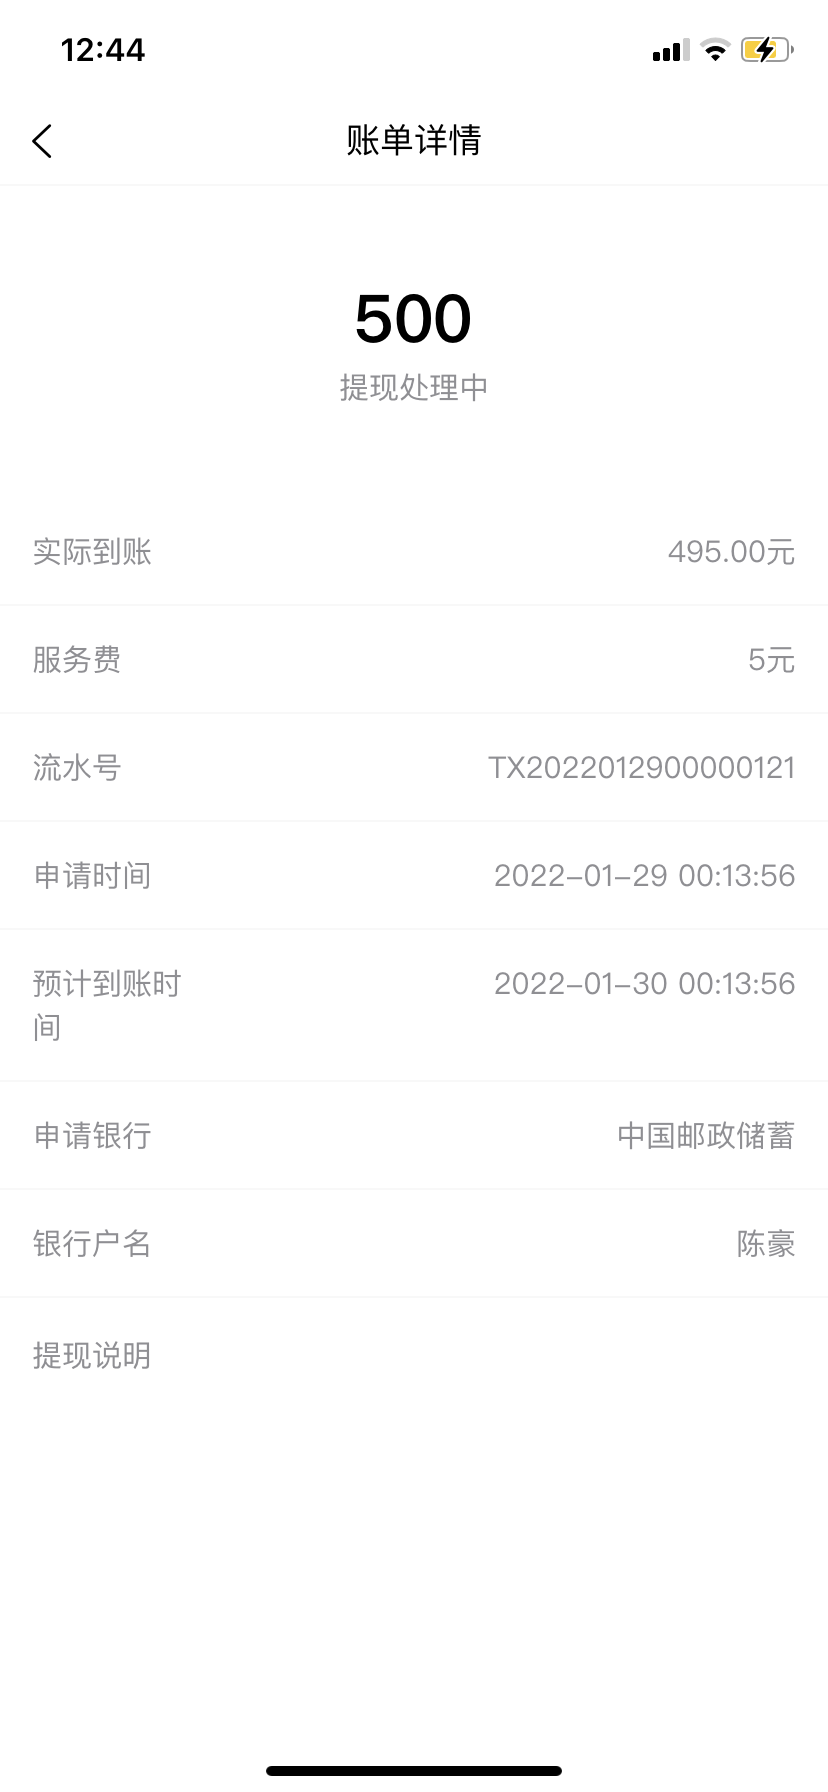 12:44
账单详情
500
提现处理中
实际到账 495.00元
服务费 5元
流水号 TX2022012900000121
申请时间 2022-01-29 00:13:56
预计到账时 2022-01-30 00:13:56
间
申请银行 中国邮政储蓄
银行户名 陈豪
提现说明